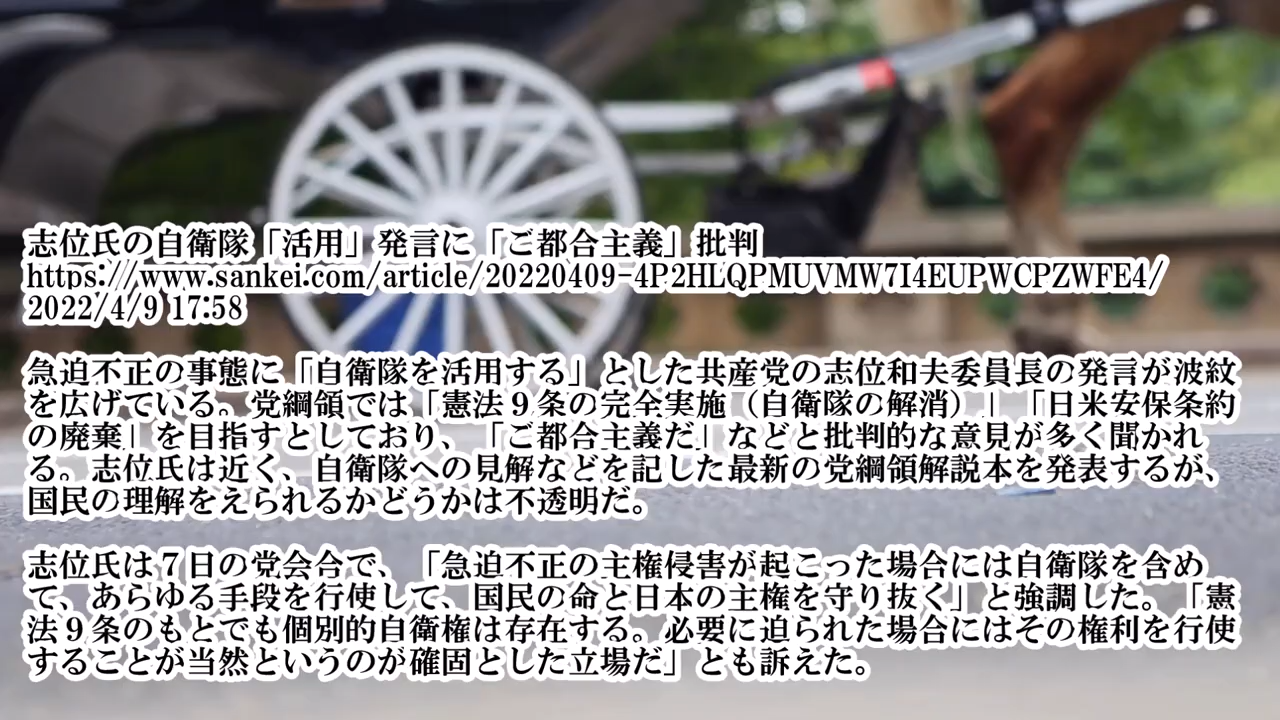 志位氏の自衛隊「活用」発言に「ご都合主義」批判
https://www.sankei.com/article/20220409-4P2HLQPMUVMW7I4EUPWCPZWFE4/
2022/4/9 17:58
急迫不正の事態に「自衛隊を活用する」とした共産党の志位和夫委員長の発言が波紋
を広げている。党綱領では「憲法９条の完全実施（自衛隊の解消）」「日米安保条約
の廃棄」を目指すとしており、「ご都合主義だ」などと批判的な意見が多く聞かれ
る。志位氏は近く、自衛隊への見解などを記した最新の党綱領解説本を発表するが、
国民の理解をえられるかどうかは不透明だ。
志位氏は７日の党会合で、「急迫不正の主権侵害が起こった場合には自衛隊を含め
て、あらゆる手段を行使して、国民の命と日本の主権を守り抜く」と強調した。「憲
法９条のもとでも個別的自衛権は存在する。必要に迫られた場合にはその権利を行使
することが当然というのが確固とした立場だ」とも訴えた。